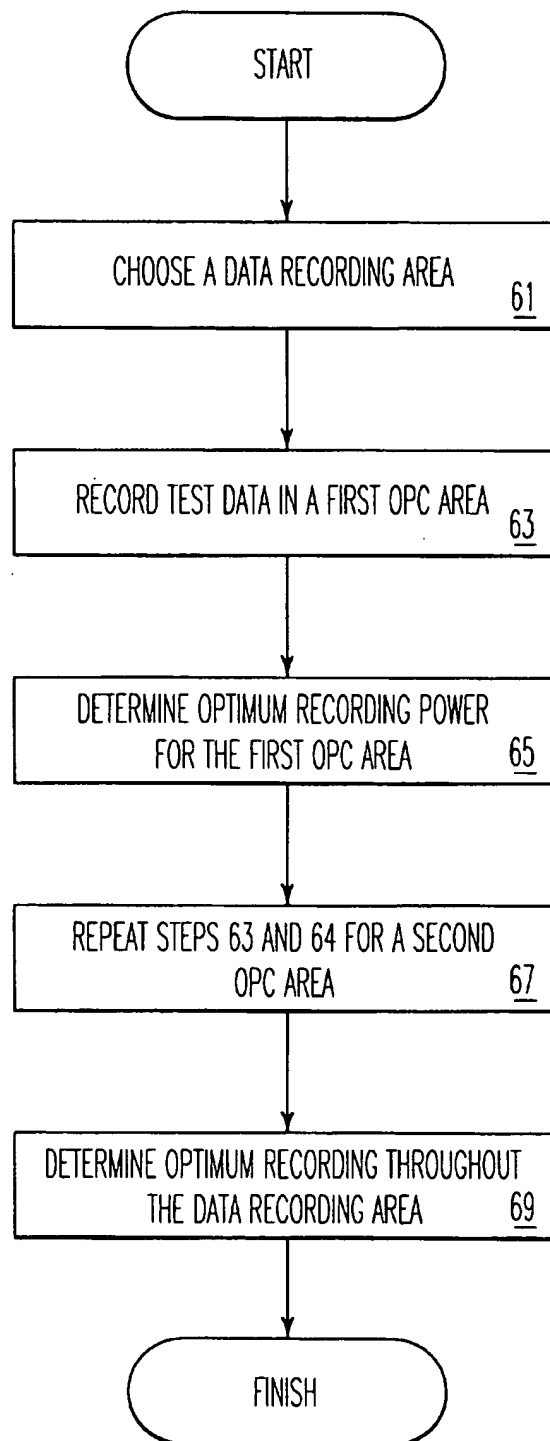 START
CHOOSE A DATA RECORDING AREA
61
RECORD TEST DATA IN A FIRST OPC AREA
63
DETERMINE OPTIMUM RECORDING POWER
FOR THE FIRST OPC AREA
65
REPEAT STEPS 63 AND 64 FOR A SECOND
OPC AREA
67
DETERMINE OPTIMUM RECORDING THROUGHOUT
THE DATA RECORDING AREA
69
FINISH